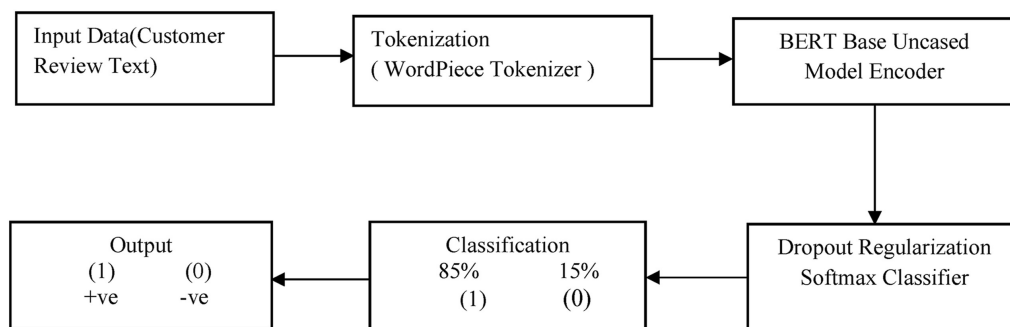 Input Data(Customer
Review Text)
Tokenization
( WordPiece Tokenizer )
BERT Base Uncased
Model Encoder
Dropout Regularization
Softmax Classifier
Classification
85% 15%
(1) (0)
Output
(1) (0)
+ve -ve